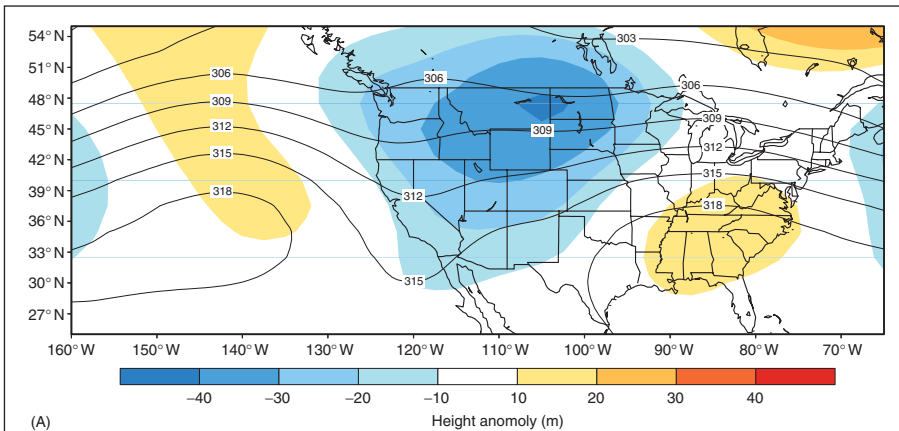 54° N
51° N
48° N
45° N
42° N
39° N
36° N
33° N
30° N
27° N
303
306
306
306
309
309
309
312
312
312
315
315
315
318
318
160° W
150° W
140° W
130° W
120° W
110° W
100° W
90° W
80° W
70° W
−40
−30
−20
−10
10
20
30
40
(A)
Height anomoly (m)